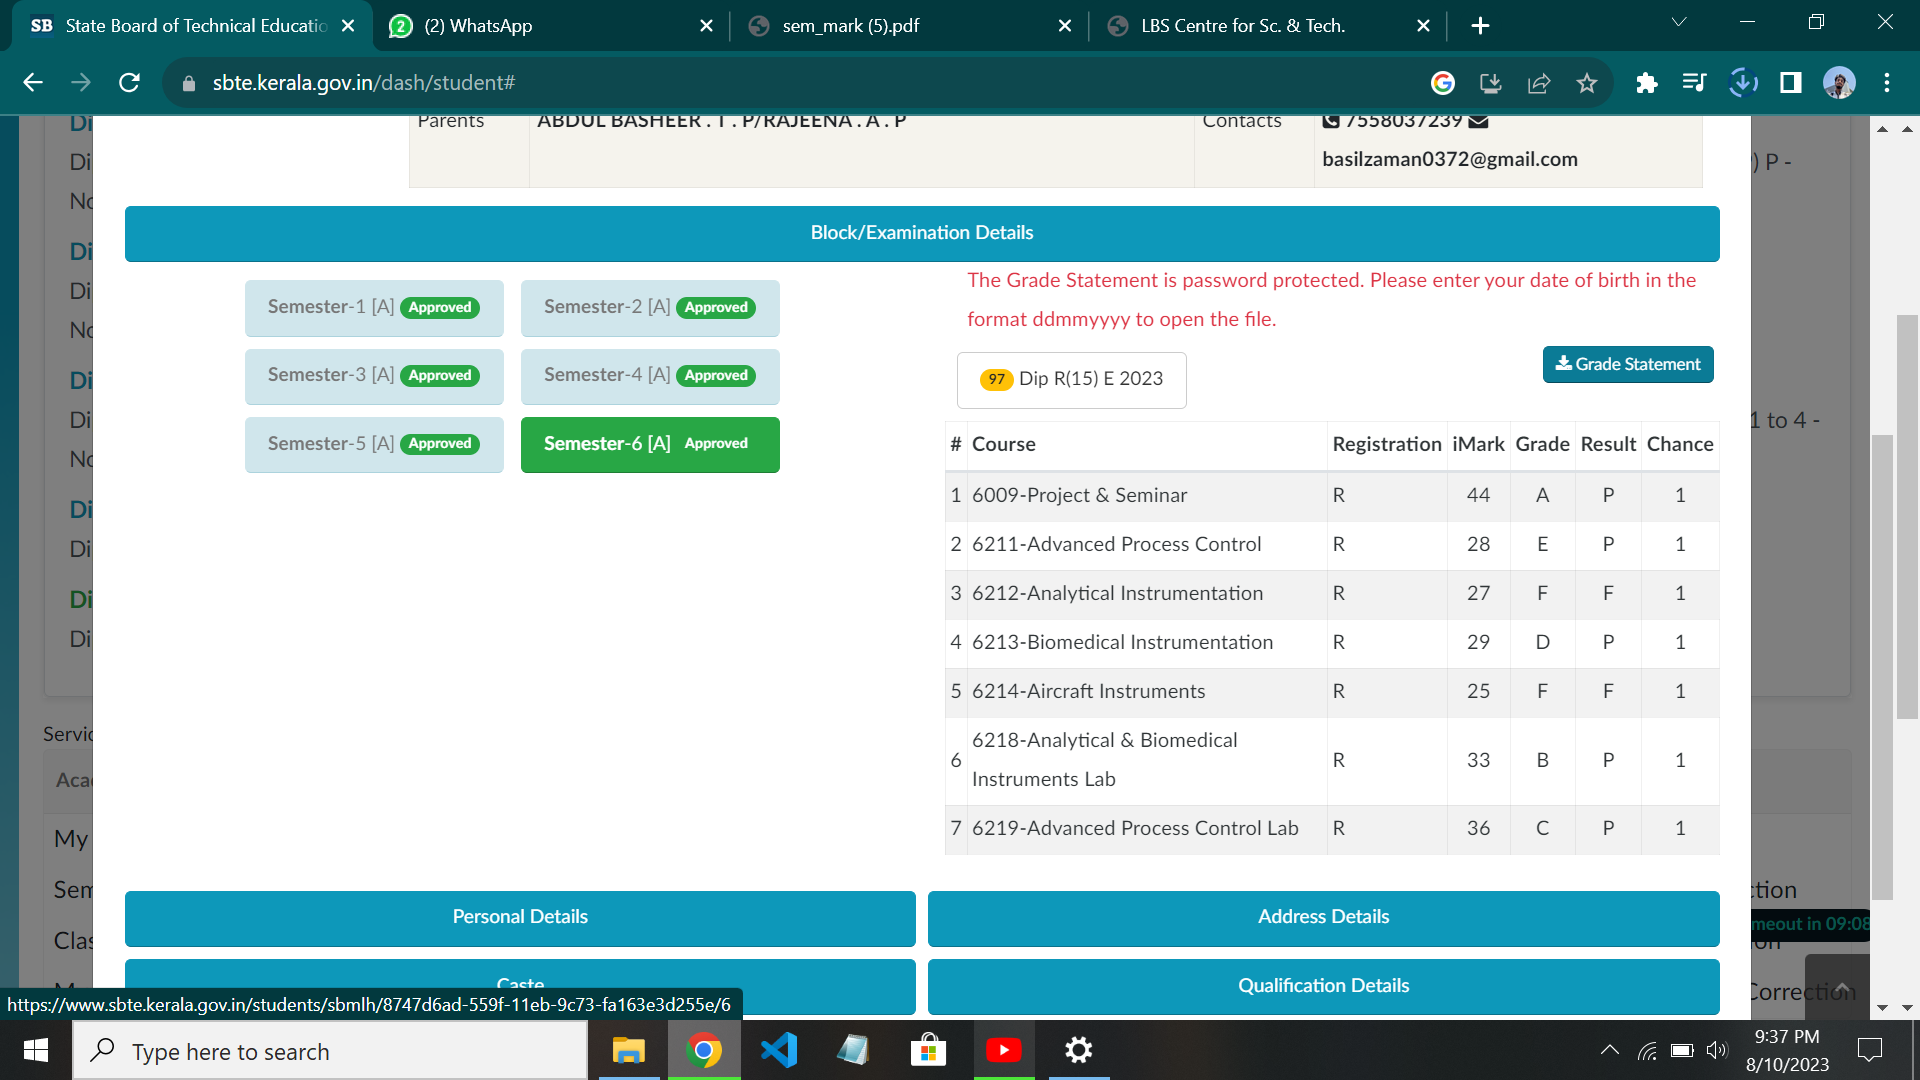 SB State Board of Technical Educatio
(2) WhatsApp
sem_mark (5).pdf
LBS Centre for Sc. & Tech.
sbte.kerala.gov.in/dash/student#
Parents
ABDUL BASHEER . T . P/RAJEENA . A . P
Contacts
7558037239
basilzaman0372@gmail.com
Block/Examination Details
Semester-1 [A] Approved
Semester-2 [A] Approved
Semester-3 [A] Approved
Semester-4 [A] Approved
Semester-5 [A] Approved
Semester-6 [A] Approved
The Grade Statement is password protected. Please enter your date of birth in the
format ddmmyyyy to open the file.
97 Dip R(15) E 2023
Grade Statement
# Course Registration iMark Grade Result Chance
1 6009-Project & Seminar R 44 A P 1
2 6211-Advanced Process Control R 28 E P 1
3 6212-Analytical Instrumentation R 27 F F 1
4 6213-Biomedical Instrumentation R 29 D P 1
5 6214-Aircraft Instruments R 25 F F 1
6 6218-Analytical & Biomedical
Instruments Lab R 33 B P 1
7 6219-Advanced Process Control Lab R 36 C P 1
Personal Details
Address Details
Caste
Qualification Details
Di
Di
No
Di
Di
No
Di
Di
No
Di
Di
Di
Di
Servic
Aca
My
Sem
Clas
) P -
1 to 4 -
ction
meout in 09:08
on
Correction
https://www.sbte.kerala.gov.in/students/sbmlh/8747d6ad-559f-11eb-9c73-fa163e3d255e/6
Type here to search
9:37 PM
8/10/2023